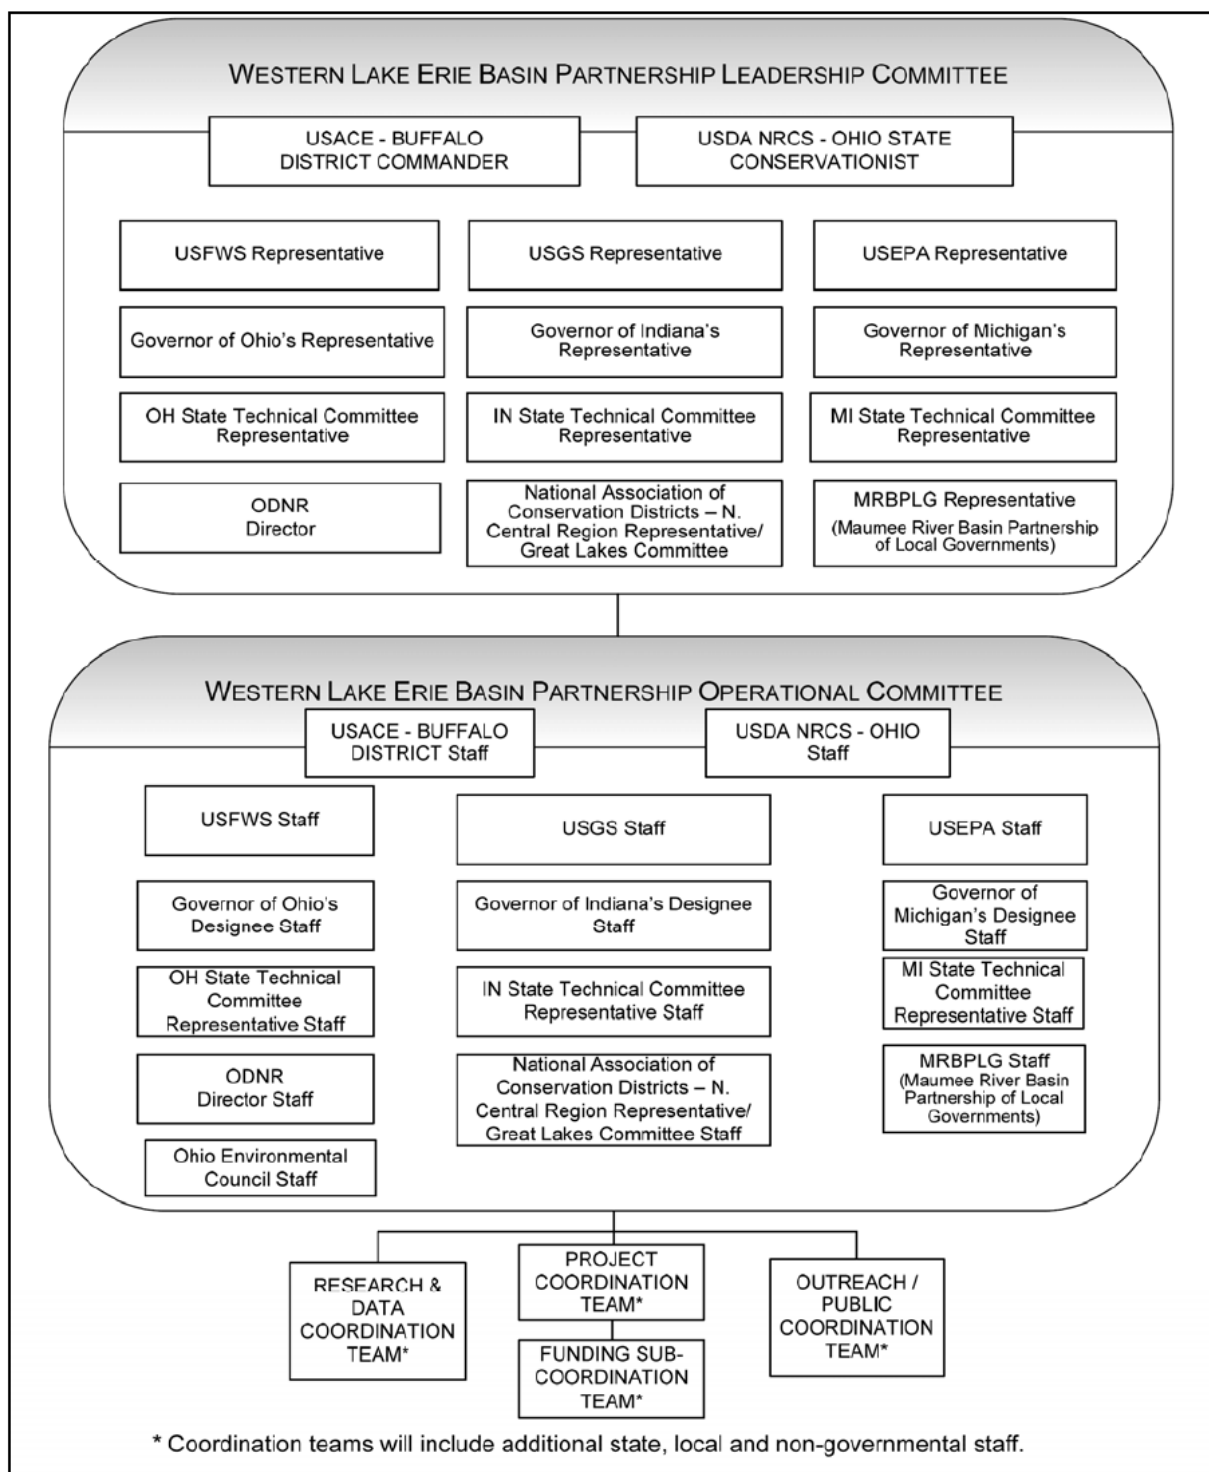 WESTERN LAKE ERIE BASIN PARTNERSHIP LEADERSHIP COMMITTEE
USACE - BUFFALO
DISTRICT COMMANDER
USDA NRCS - OHIO STATE
CONSERVATIONIST
USFWS Representative
USGS Representative
USEPA Representative
Governor of Ohio's Representative
Governor of Indiana's
Representative
Governor of Michigan's
Representative
OH State Technical Committee
Representative
IN State Technical Committee
Representative
MI State Technical Committee
Representative
ODNR
Director
National Association of
Conservation Districts – N.
Central Region Representative/
Great Lakes Committee
MRBPLG Representative
(Maumee River Basin Partnership
of Local Governments)
WESTERN LAKE ERIE BASIN PARTNERSHIP OPERATIONAL COMMITTEE
USACE - BUFFALO
DISTRICT Staff
USDA NRCS - OHIO
Staff
USFWS Staff
USGS Staff
USEPA Staff
Governor of Ohio's
Designee Staff
Governor of Indiana's Designee
Staff
Governor of
Michigan's Designee
Staff
OH State Technical
Committee
Representative Staff
IN State Technical Committee
Representative Staff
MI State Technical
Committee
Representative Staff
ODNR
Director Staff
National Association of
Conservation Districts – N.
Central Region Representative/
Great Lakes Committee Staff
MRBPLG Staff
(Maumee River Basin
Partnership of Local
Governments)
Ohio Environmental
Council Staff
RESEARCH &
DATA
COORDINATION
TEAM*
PROJECT
COORDINATION
TEAM*
OUTREACH /
PUBLIC
COORDINATION
TEAM*
FUNDING SUB-
COORDINATION
TEAM*
* Coordination teams will include additional state, local and non-governmental staff.